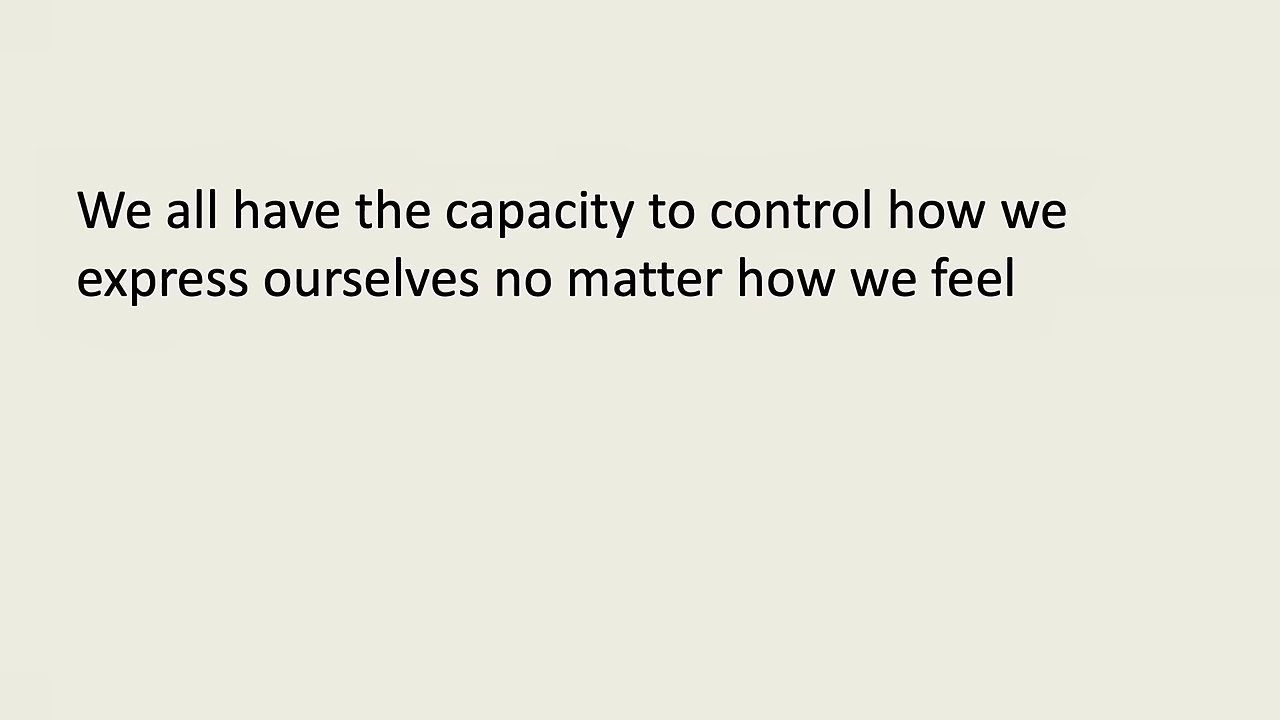 We all have the capacity to control how we
express ourselves no matter how we feel